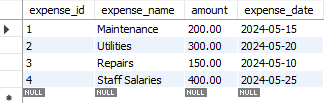 expense_id expense_name amount expense_date
1 Maintenance 200.00 2024-05-15
2 Utilities 300.00 2024-05-20
3 Repairs 150.00 2024-05-10
4 Staff Salaries 400.00 2024-05-25
NULL NULL NULL NULL